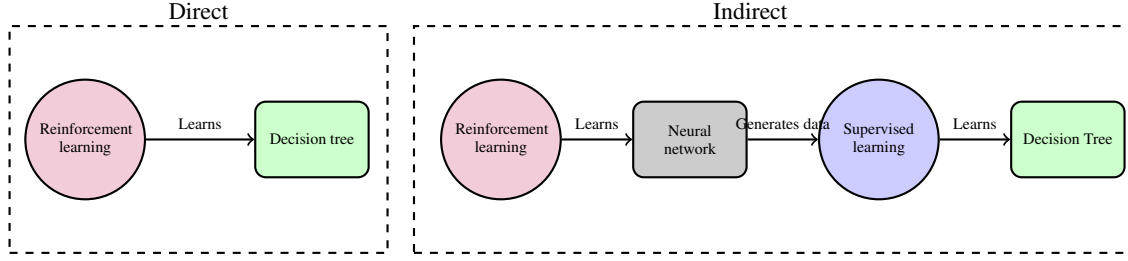 Direct
Reinforcement
learning
Learns
Decision tree
Indirect
Reinforcement
learning
Learns
Neural
network
Generates data
Supervised
learning
Learns
Decision Tree